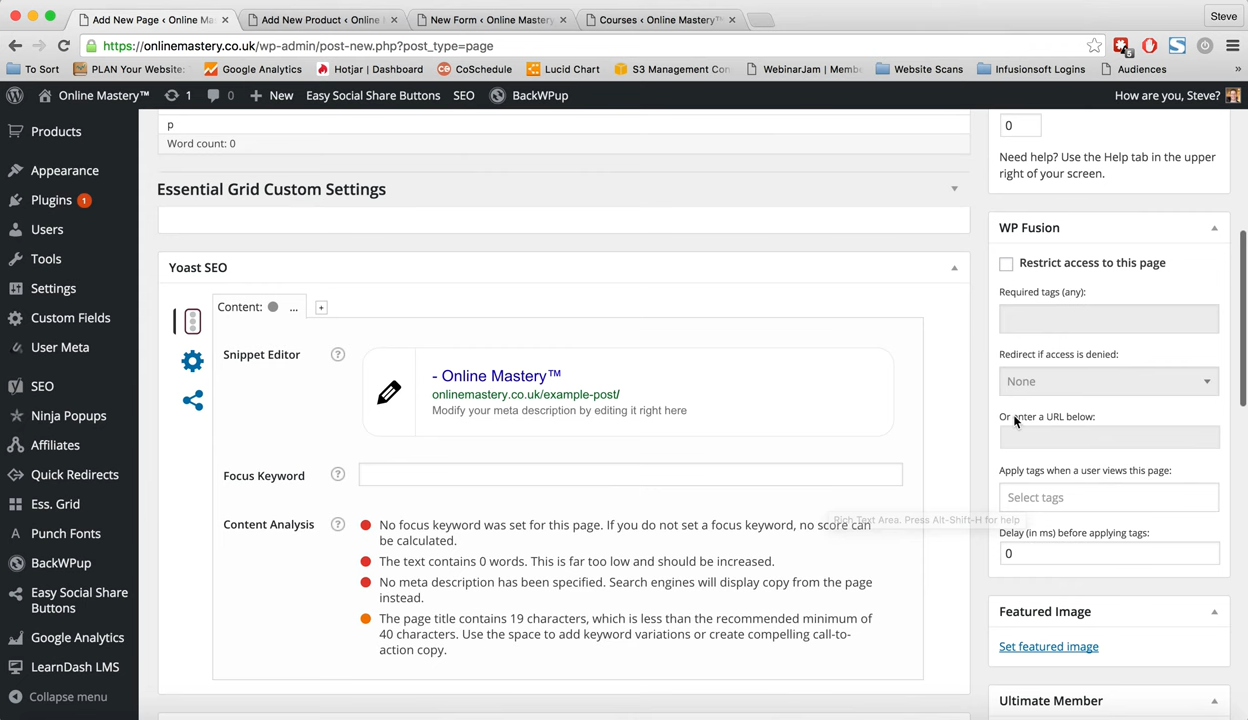 Add New Page ‹ Online Ma
Add New Product ‹ Online
New Form ‹ Online Mastery
Courses ‹ Online Mastery™
Steve
https://onlinemastery.co.uk/wp-admin/post-new.php?post_type=page
To Sort
PLAN Your Website:
Google Analytics
Hotjar | Dashboard
CoSchedule
Lucid Chart
S3 Management Con
WebinarJam | Membe
Website Scans
Infusionsoft Logins
Audiences
»
Online Mastery™
1
0
New
Easy Social Share Buttons
SEO
BackWPup
How are you, Steve?
Products
Appearance
Plugins 1
Users
Tools
Settings
Custom Fields
User Meta
SEO
Ninja Popups
Affiliates
Quick Redirects
Ess. Grid
Punch Fonts
BackWPup
Easy Social Share
Buttons
Google Analytics
LearnDash LMS
Collapse menu
p
Word count: 0
Essential Grid Custom Settings
Yoast SEO
Content:
...
+
Snippet Editor
?
- Online Mastery™
onlinemastery.co.uk/example-post/
Modify your meta description by editing it right here
Focus Keyword
?
Content Analysis
?
No focus keyword was set for this page. If you do not set a focus keyword, no score can
be calculated.
The text contains 0 words. This is far too low and should be increased.
No meta description has been specified. Search engines will display copy from the page
instead.
The page title contains 19 characters, which is less than the recommended minimum of
40 characters. Use the space to add keyword variations or create compelling call-to-
action copy.
Rich Text Area. Press Alt-Shift-H for help
0
Need help? Use the Help tab in the upper
right of your screen.
WP Fusion
Restrict access to this page
Required tags (any):
Redirect if access is denied:
None
Or enter a URL below:
Apply tags when a user views this page:
Select tags
Delay (in ms) before applying tags:
0
Featured Image
Set featured image
Ultimate Member